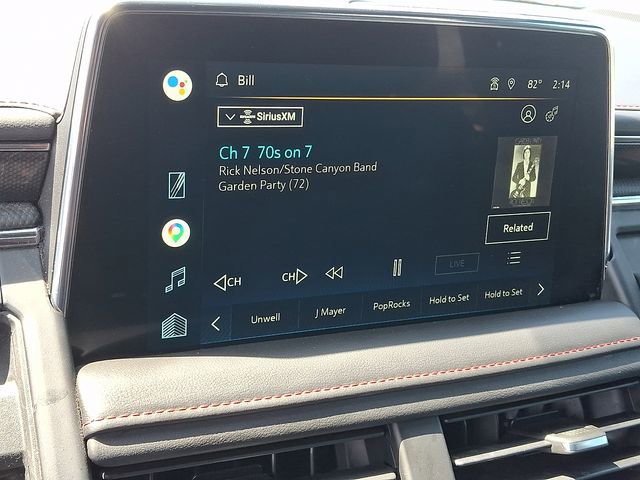 Bill
82° 2:14
SiriusXM
Ch 7 70s on 7
Rick Nelson/Stone Canyon Band
Garden Party (72)
Related
CH CH LIVE
Unwell J Mayer PopRocks Hold to Set Hold to Set